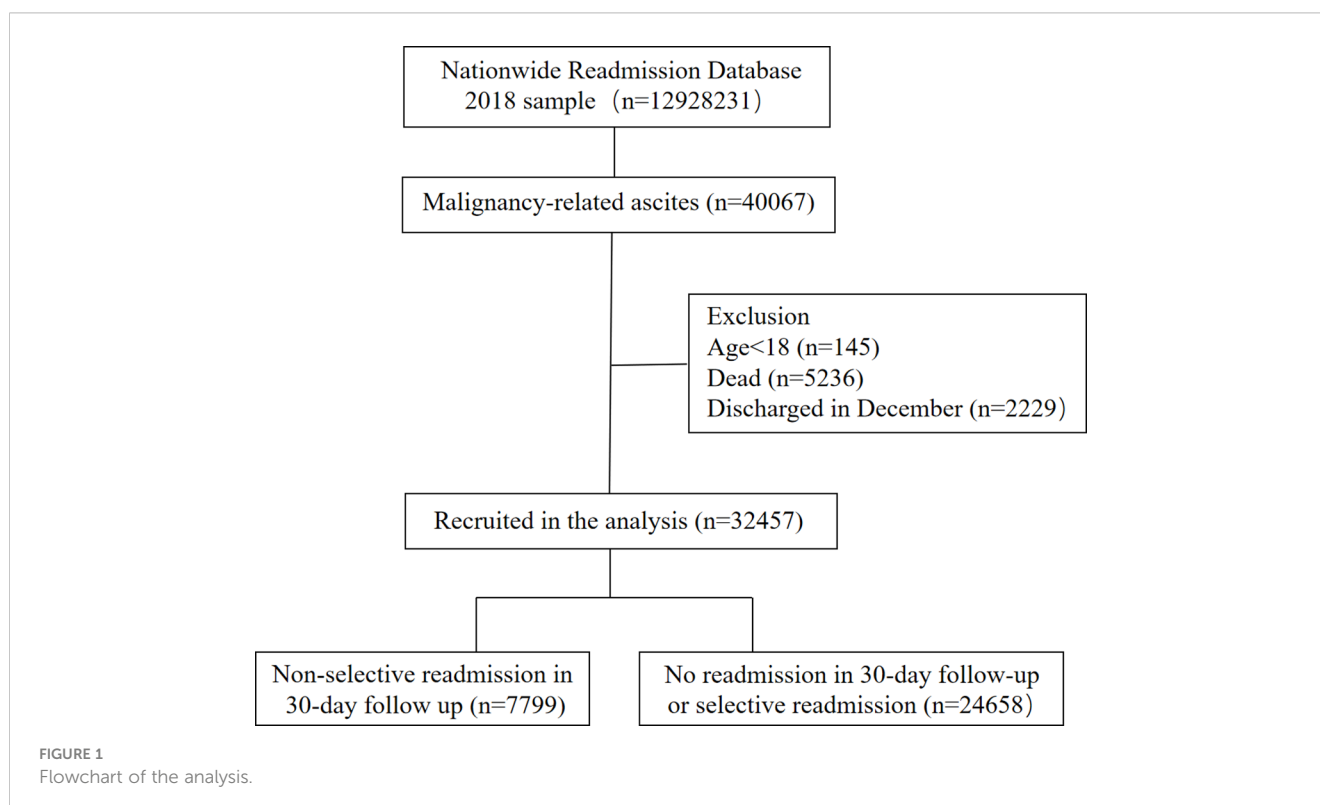 Nationwide Readmission Database
2018 sample（n=12928231）
Malignancy-related ascites (n=40067)
Exclusion
Age<18 (n=145)
Dead (n=5236)
Discharged in December (n=2229）
Recruited in the analysis (n=32457)
Non-selective readmission in
30-day follow up (n=7799)
No readmission in 30-day follow-up
or selective readmission (n=24658）
FIGURE 1
Flowchart of the analysis.